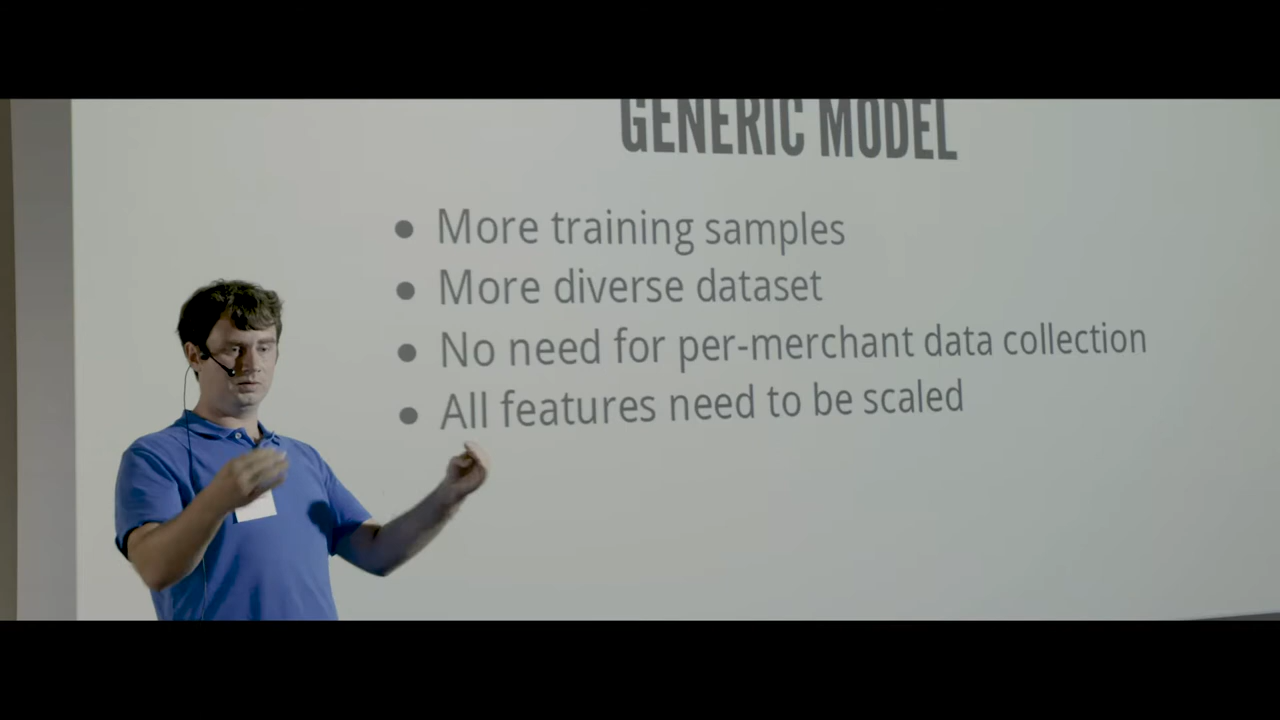 GENERIC MODEL
● More training samples
● More diverse dataset
● No need for per-merchant data collection
● All features need to be scaled